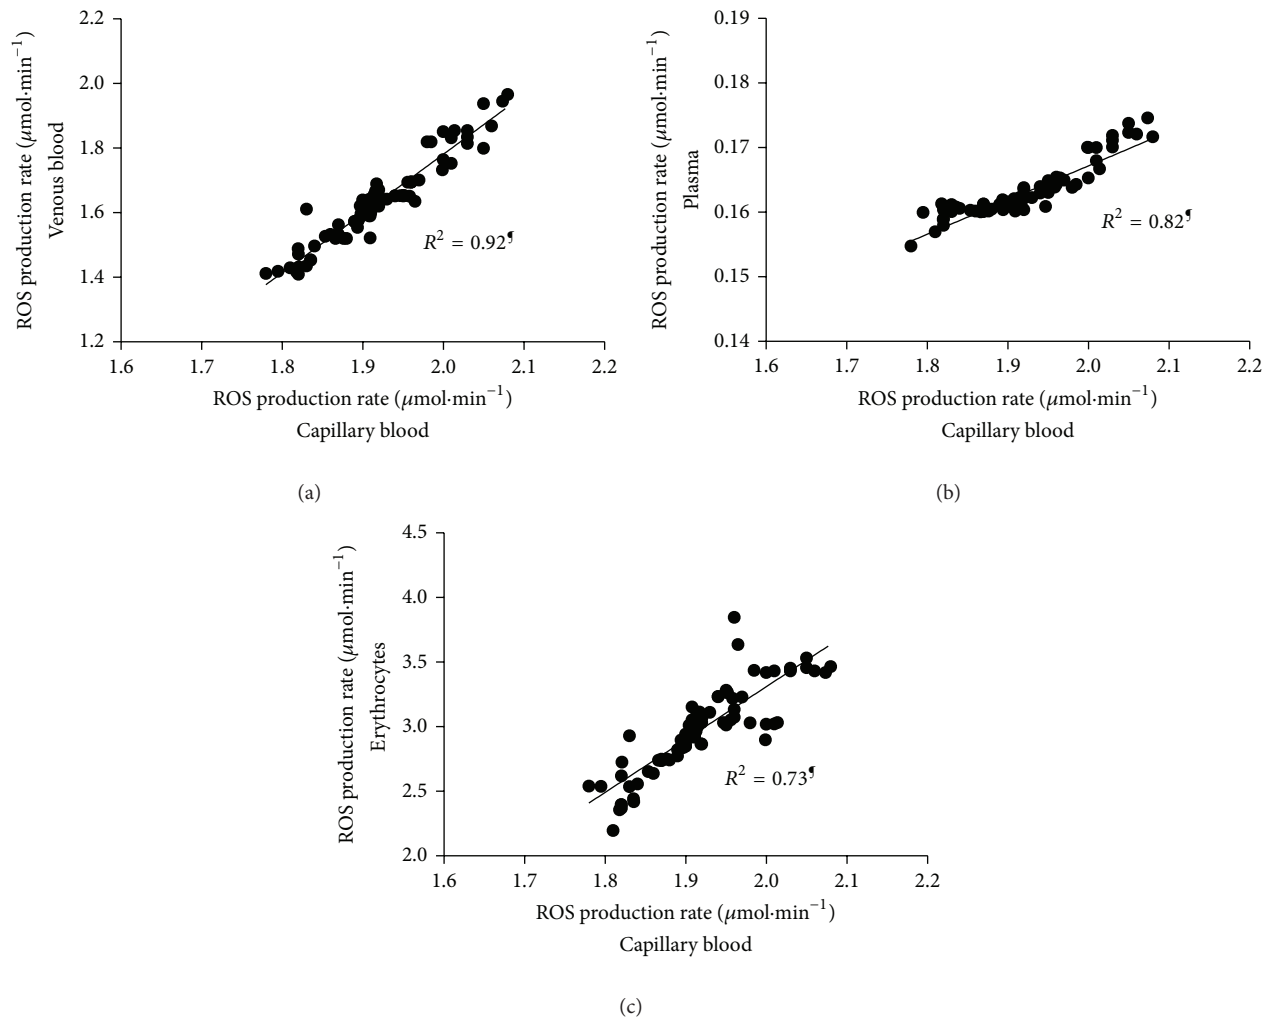 2.2
2.0
1.8
1.6
1.4
1.2
ROS production rate (μmol·min⁻¹)
Venous blood
R² = 0.92¶
1.6 1.7 1.8 1.9 2.0 2.1 2.2
ROS production rate (μmol·min⁻¹)
Capillary blood
(a)
0.19
0.18
0.17
0.16
0.15
0.14
ROS production rate (μmol·min⁻¹)
Plasma
R² = 0.82¶
1.6 1.7 1.8 1.9 2.0 2.1 2.2
ROS production rate (μmol·min⁻¹)
Capillary blood
(b)
4.5
4.0
3.5
3.0
2.5
2.0
ROS production rate (μmol·min⁻¹)
Erythrocytes
R² = 0.73¶
1.6 1.7 1.8 1.9 2.0 2.1 2.2
ROS production rate (μmol·min⁻¹)
Capillary blood
(c)